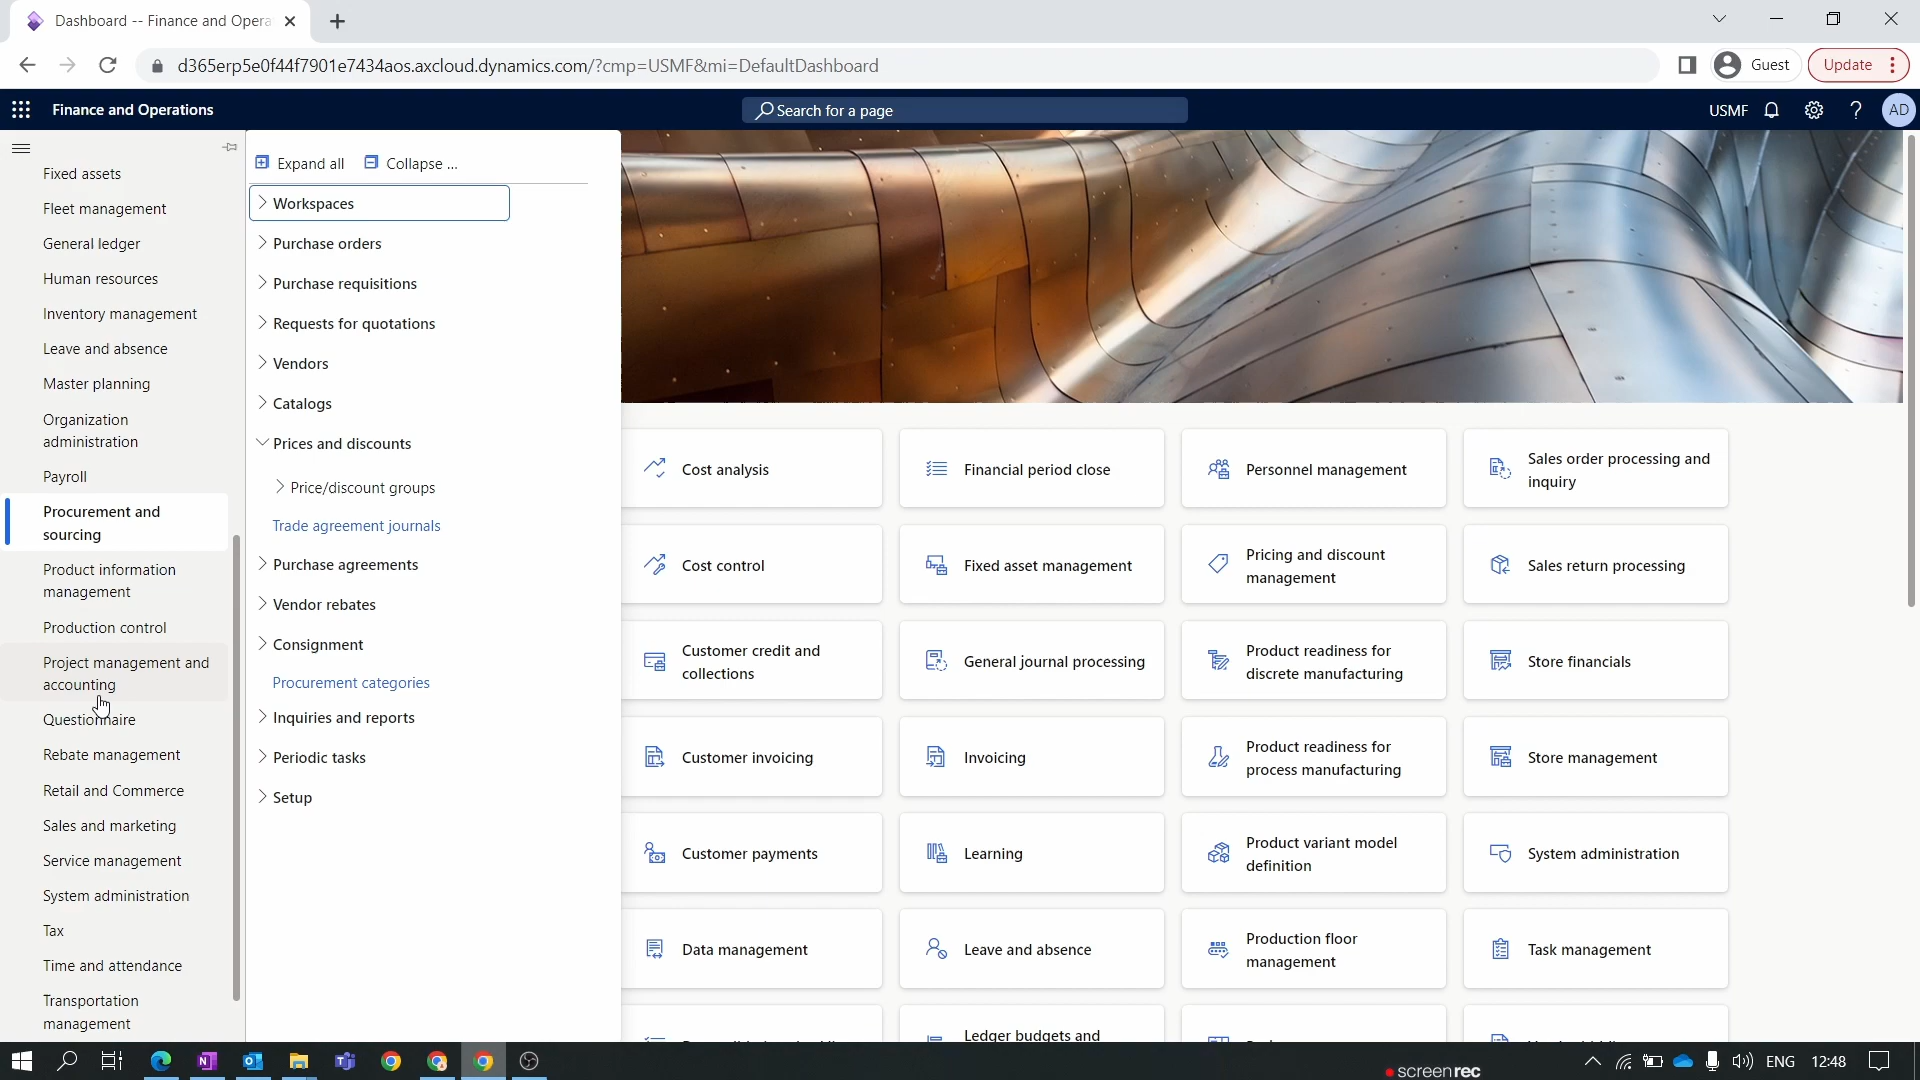 Dashboard -- Finance and Opera
d365erp5e0f44f7901e7434aos.axcloud.dynamics.com/?cmp=USMF&mi=DefaultDashboard
Guest
Update
Finance and Operations
Search for a page
USMF
AD
Fixed assets
Fleet management
General ledger
Human resources
Inventory management
Leave and absence
Master planning
Organization
administration
Payroll
Procurement and
sourcing
Product information
management
Production control
Project management and
accounting
Questionnaire
Rebate management
Retail and Commerce
Sales and marketing
Service management
System administration
Tax
Time and attendance
Transportation
management
Expand all
Collapse ...
Workspaces
Purchase orders
Purchase requisitions
Requests for quotations
Vendors
Catalogs
Prices and discounts
Price/discount groups
Trade agreement journals
Purchase agreements
Vendor rebates
Consignment
Procurement categories
Inquiries and reports
Periodic tasks
Setup
Cost analysis
Financial period close
Personnel management
Sales order processing and
inquiry
Cost control
Fixed asset management
Pricing and discount
management
Sales return processing
Customer credit and
collections
General journal processing
Product readiness for
discrete manufacturing
Store financials
Customer invoicing
Invoicing
Product readiness for
process manufacturing
Store management
Customer payments
Learning
Product variant model
definition
System administration
Data management
Leave and absence
Production floor
management
Task management
Ledger budgets and
ENG
12:48
screenrec